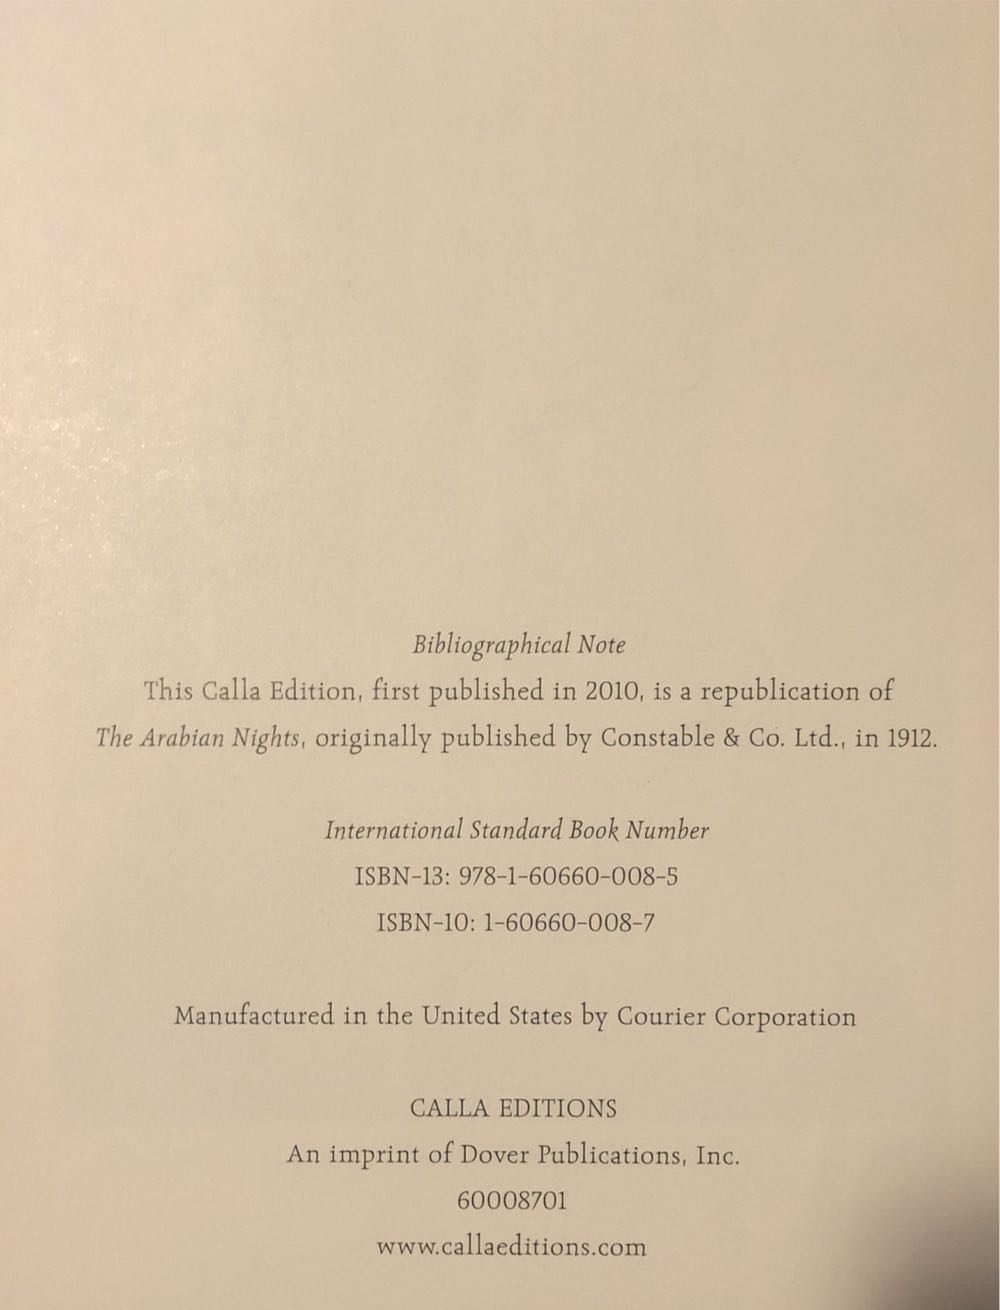 Bibliographical Note
This Calla Edition, first published in 2010, is a republication of
The Arabian Nights, originally published by Constable & Co. Ltd., in 1912.
International Standard Book Number
ISBN-13: 978-1-60660-008-5
ISBN-10: 1-60660-008-7
Manufactured in the United States by Courier Corporation
CALLA EDITIONS
An imprint of Dover Publications, Inc.
60008701
www.callaeditions.com